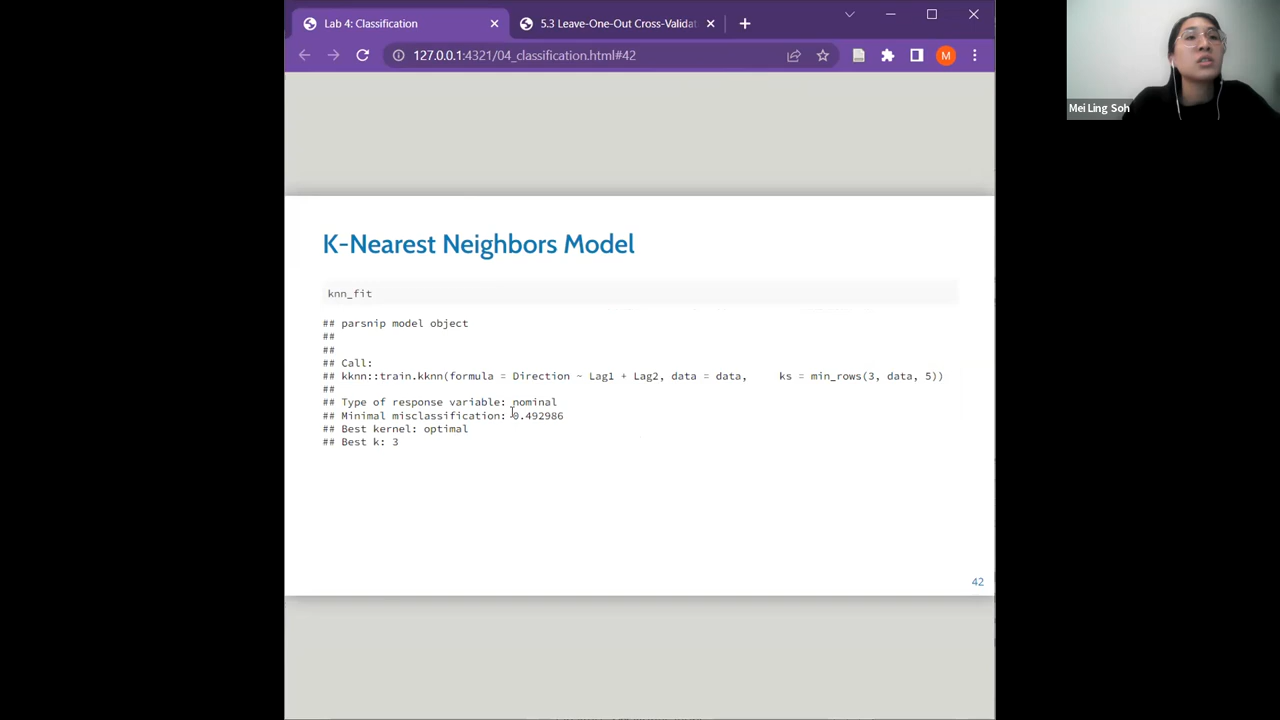 Lab 4: Classification
5.3 Leave-One-Out Cross-Validat
127.0.0.1:4321/04_classification.html#42
M
Mei Ling Soh
K-Nearest Neighbors Model
knn_fit
## parsnip model object
##
##
## Call:
## kknn::train.kknn(formula = Direction ~ Lag1 + Lag2, data = data,     ks = min_rows(3, data, 5))
##
## Type of response variable: nominal
## Minimal misclassification: 0.492986
## Best kernel: optimal
## Best k: 3
42